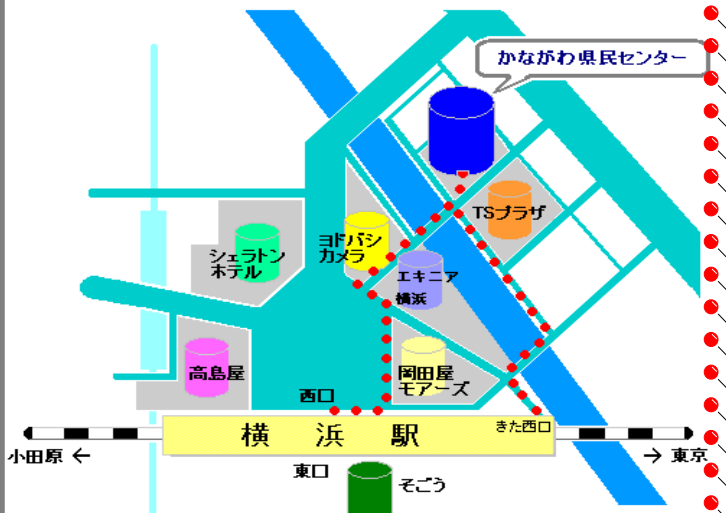 かながわ県民センター
TSプラザ
ヨドバシ
カメラ
シェラトン
ホテル
エキニア
横浜
高島屋
岡田屋
モアーズ
西口
きた西口
横浜駅
小田原 ←
→ 東京
東口
そごう